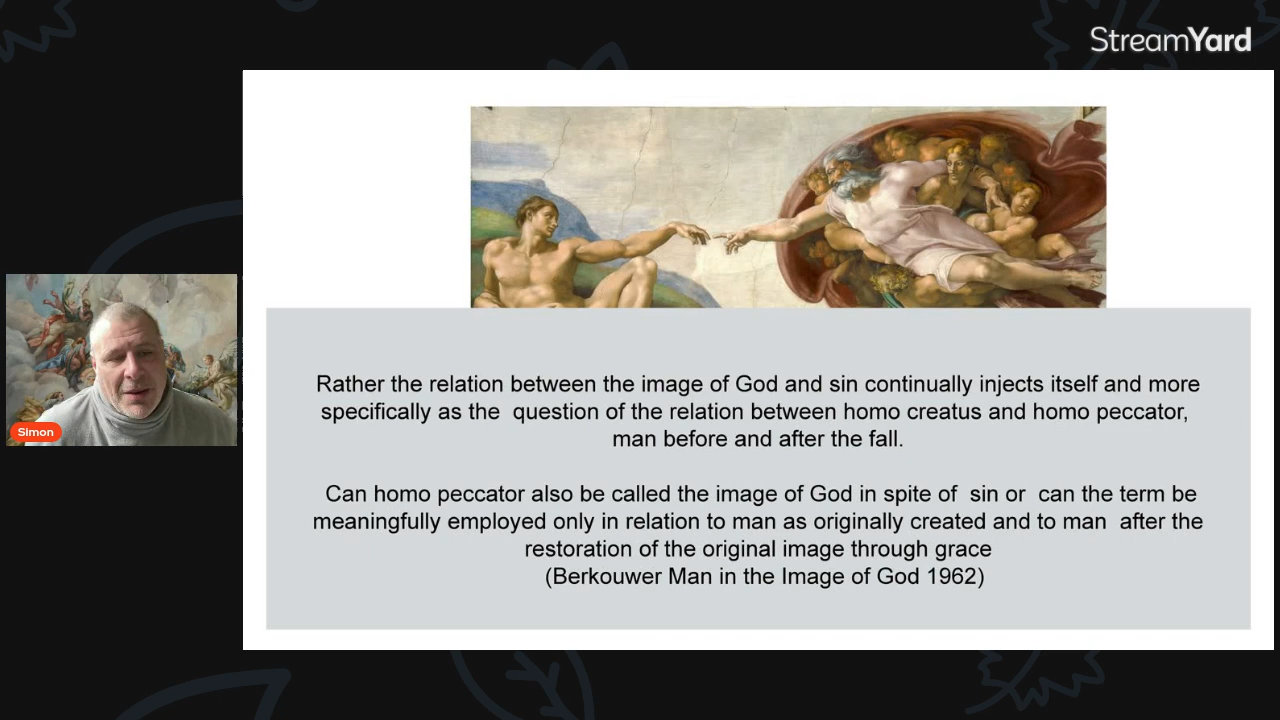 StreamYard
Rather the relation between the image of God and sin continually injects itself and more
specifically as the  question of the relation between homo creatus and homo peccator,
man before and after the fall.
Can homo peccator also be called the image of God in spite of  sin or  can the term be
meaningfully employed only in relation to man as originally created and to man  after the
restoration of the original image through grace
(Berkouwer Man in the Image of God 1962)
Simon